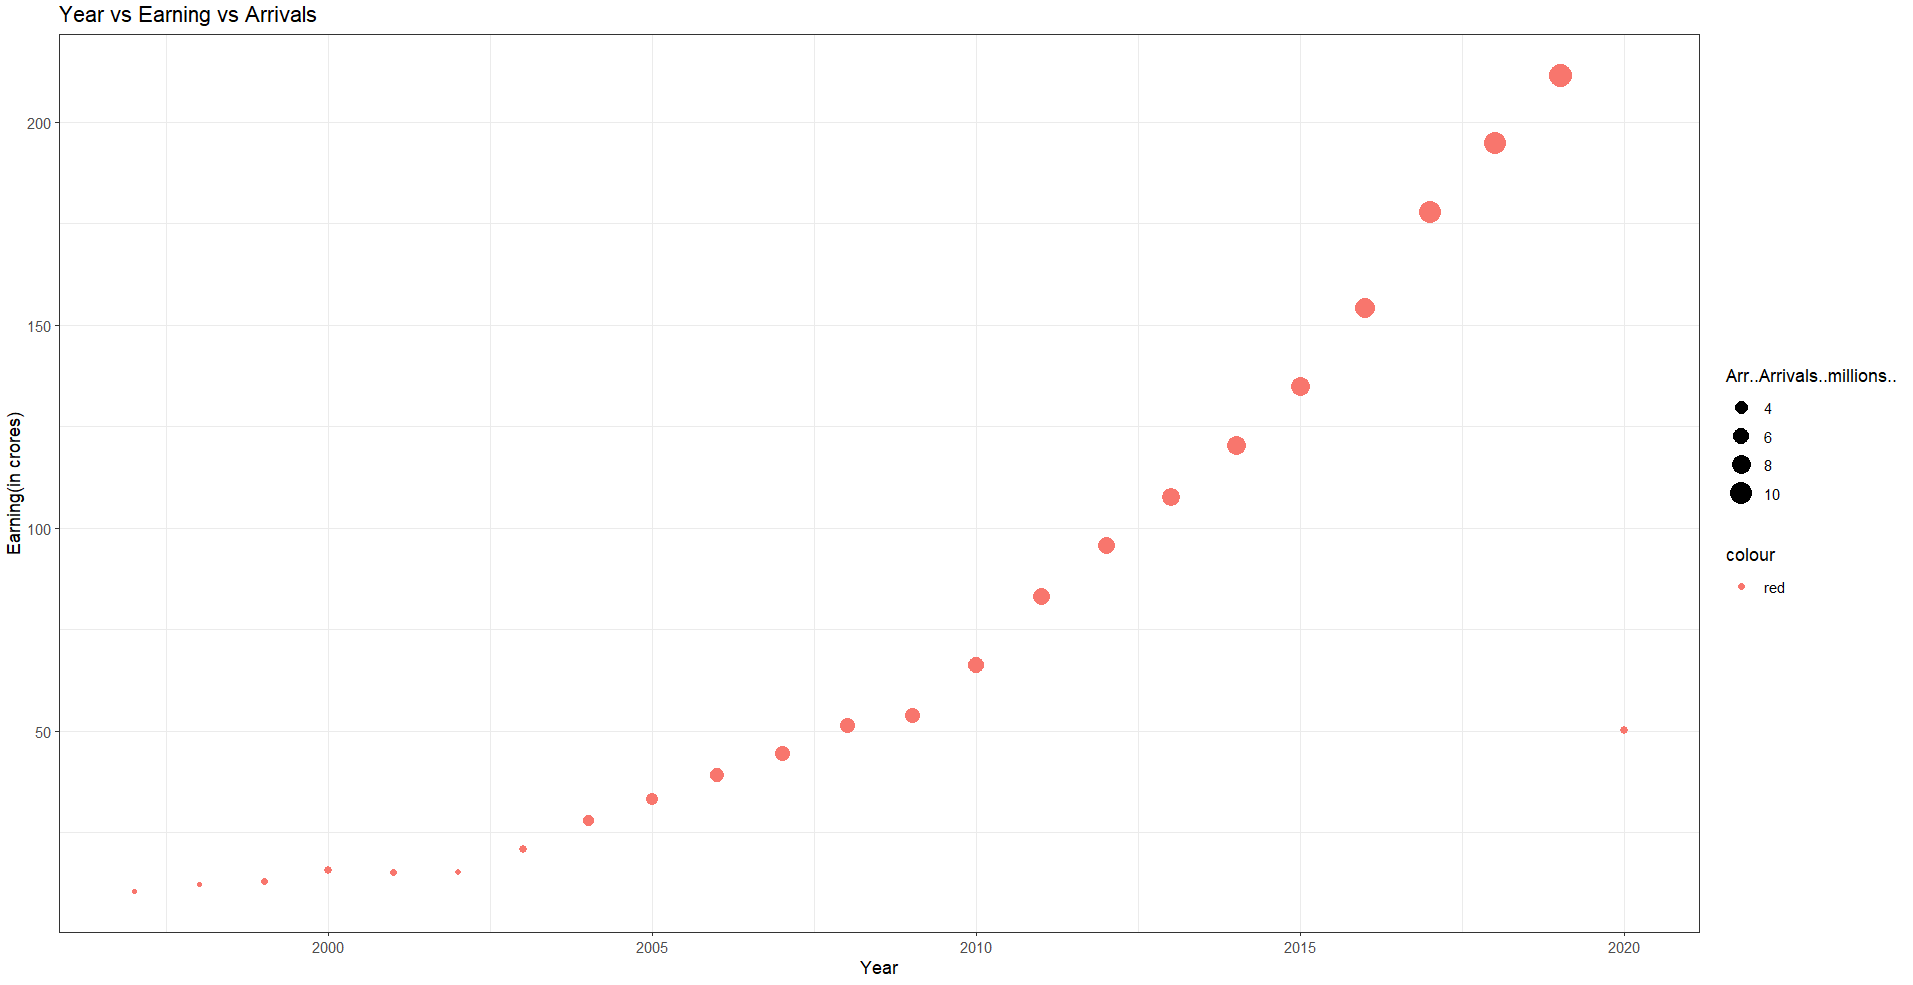 Year vs Earning vs Arrivals
200
150
100
50
Earning(in crores)
2000
2005
2010
2015
2020
Year
Arr..Arrivals..millions..
4
6
8
10
colour
red